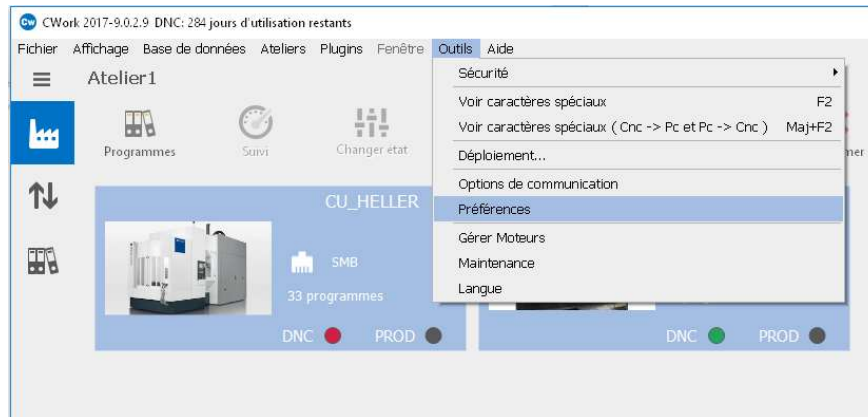 Cw CWork 2017-9.0.2.9 DNC: 284 jours d'utilisation restants
Fichier Affichage Base de données Ateliers Plugins Fenêtre Outils Aide
Atelier1
Programmes Suivi Changer état
Sécurité
Voir caractères spéciaux F2
Voir caractères spéciaux ( Cnc -> Pc et Pc -> Cnc ) Maj+F2
Déploiement...
Options de communication
Préférences
Gérer Moteurs
Maintenance
Langue
CU_HELLER
SMB
33 programmes
DNC PROD
DNC PROD